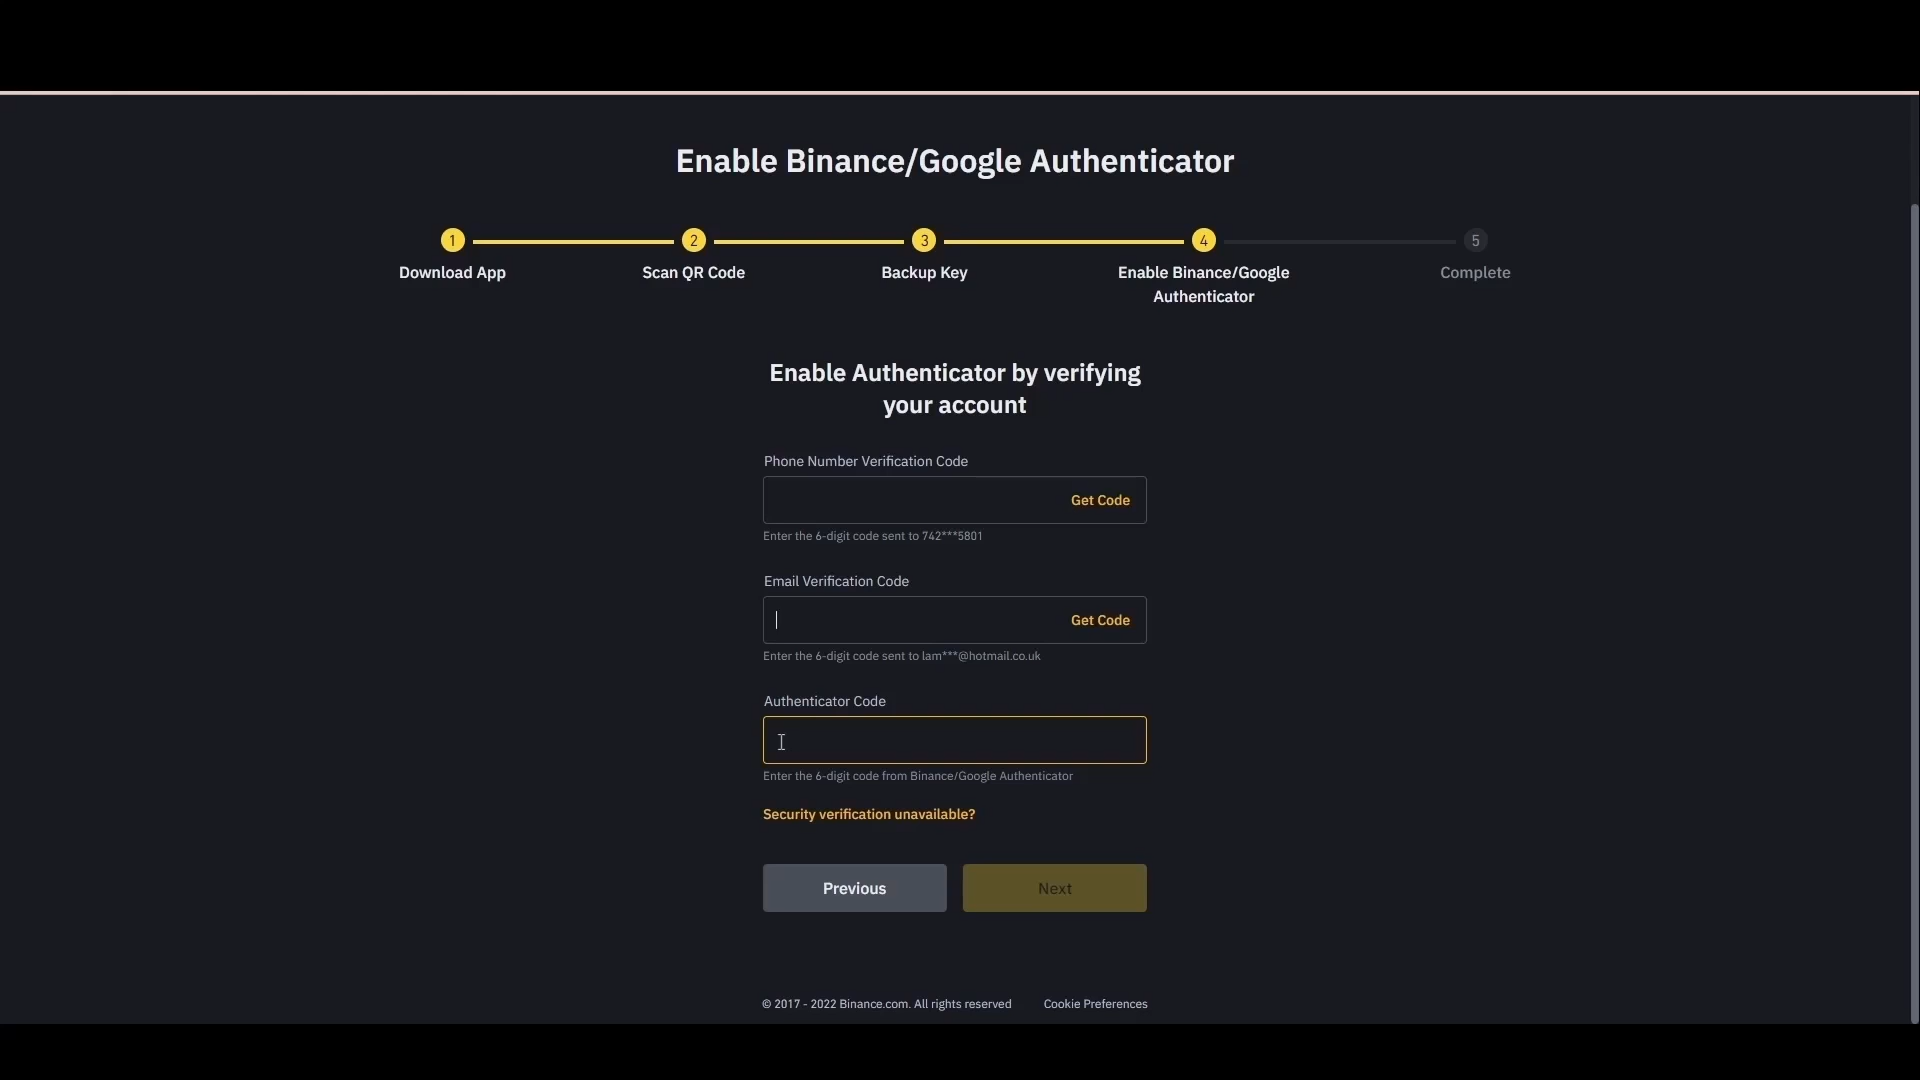 Enable Binance/Google Authenticator
1
2
3
4
5
Download App
Scan QR Code
Backup Key
Enable Binance/Google
Authenticator
Complete
Enable Authenticator by verifying
your account
Phone Number Verification Code
Get Code
Enter the 6-digit code sent to 742***5801
Email Verification Code
Get Code
Enter the 6-digit code sent to lam***@hotmail.co.uk
Authenticator Code
Enter the 6-digit code from Binance/Google Authenticator
Security verification unavailable?
Previous
Next
© 2017 - 2022 Binance.com. All rights reserved
Cookie Preferences